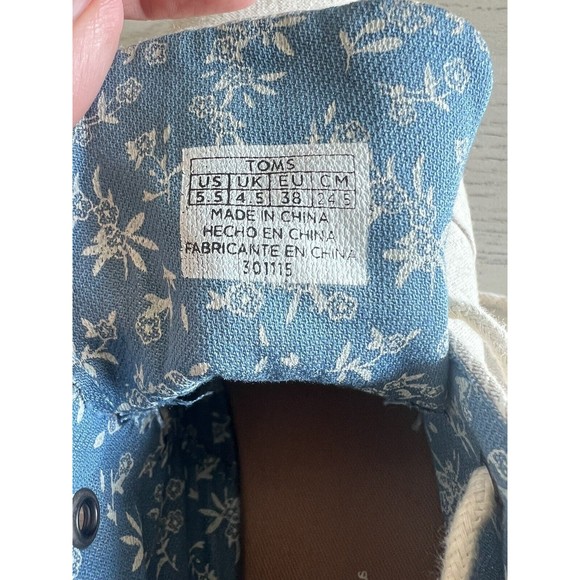 TOMS
US UK EU CM
5.5 4.5 38 24.5
MADE IN CHINA
HECHO EN CHINA
FABRICANTE EN CHINA
301115